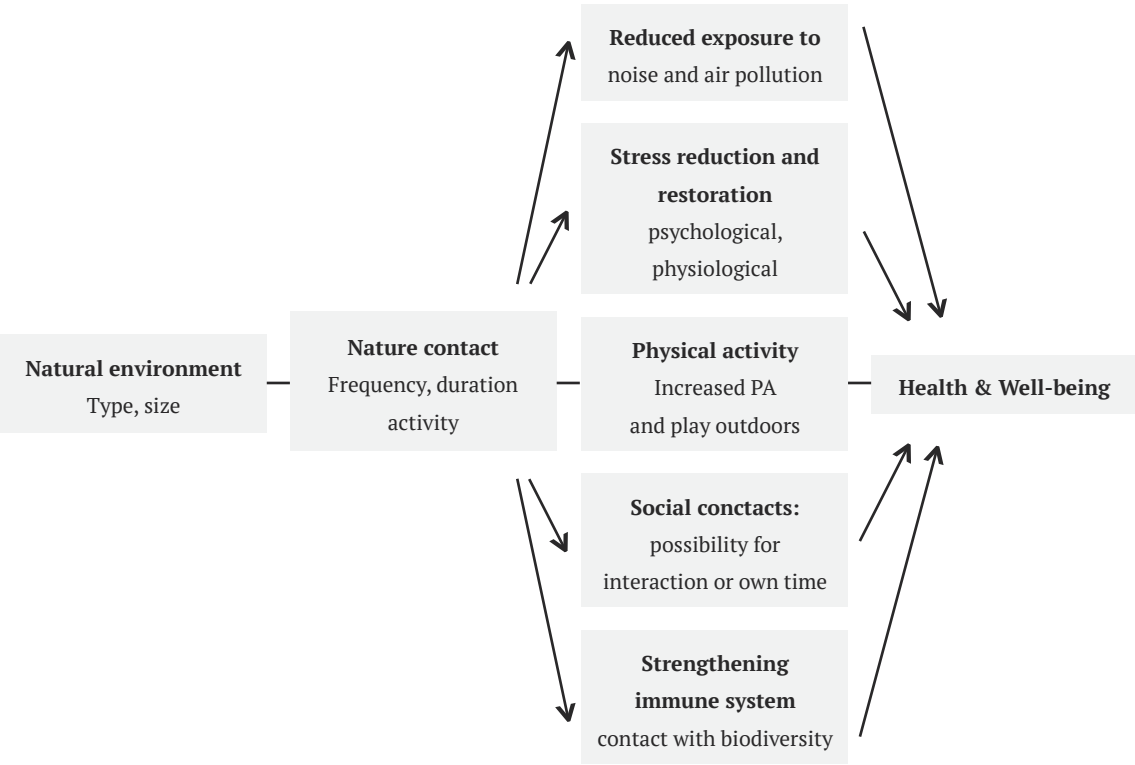 Natural environment
Type, size
Nature contact
Frequency, duration
activity
Reduced exposure to
noise and air pollution
Stress reduction and
restoration
psychological,
physiological
Physical activity
Increased PA
and play outdoors
Social conctacts:
possibility for
interaction or own time
Strengthening
immune system
contact with biodiversity
Health & Well-being